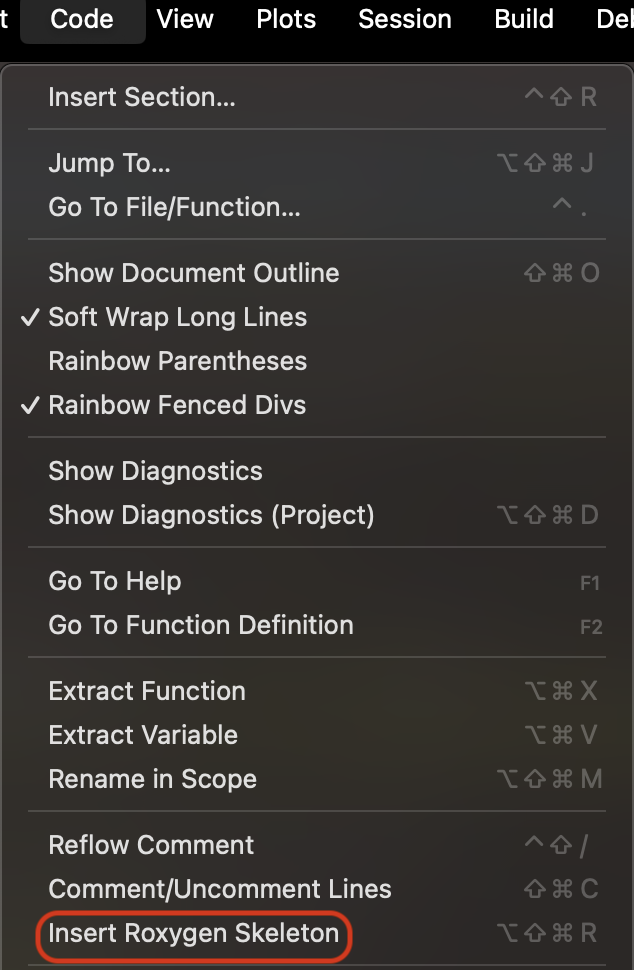 t Code View Plots Session Build Deb
Insert Section... ^⇧R
Jump To... ⌥⇧⌘J
Go To File/Function... ^.
Show Document Outline ⇧⌘O
✓ Soft Wrap Long Lines
Rainbow Parentheses
✓ Rainbow Fenced Divs
Show Diagnostics
Show Diagnostics (Project) ⌥⇧⌘D
Go To Help F1
Go To Function Definition F2
Extract Function ⌥⌘X
Extract Variable ⌥⌘V
Rename in Scope ⌥⇧⌘M
Reflow Comment ^⇧/
Comment/Uncomment Lines ⇧⌘C
Insert Roxygen Skeleton ⌥⇧⌘R